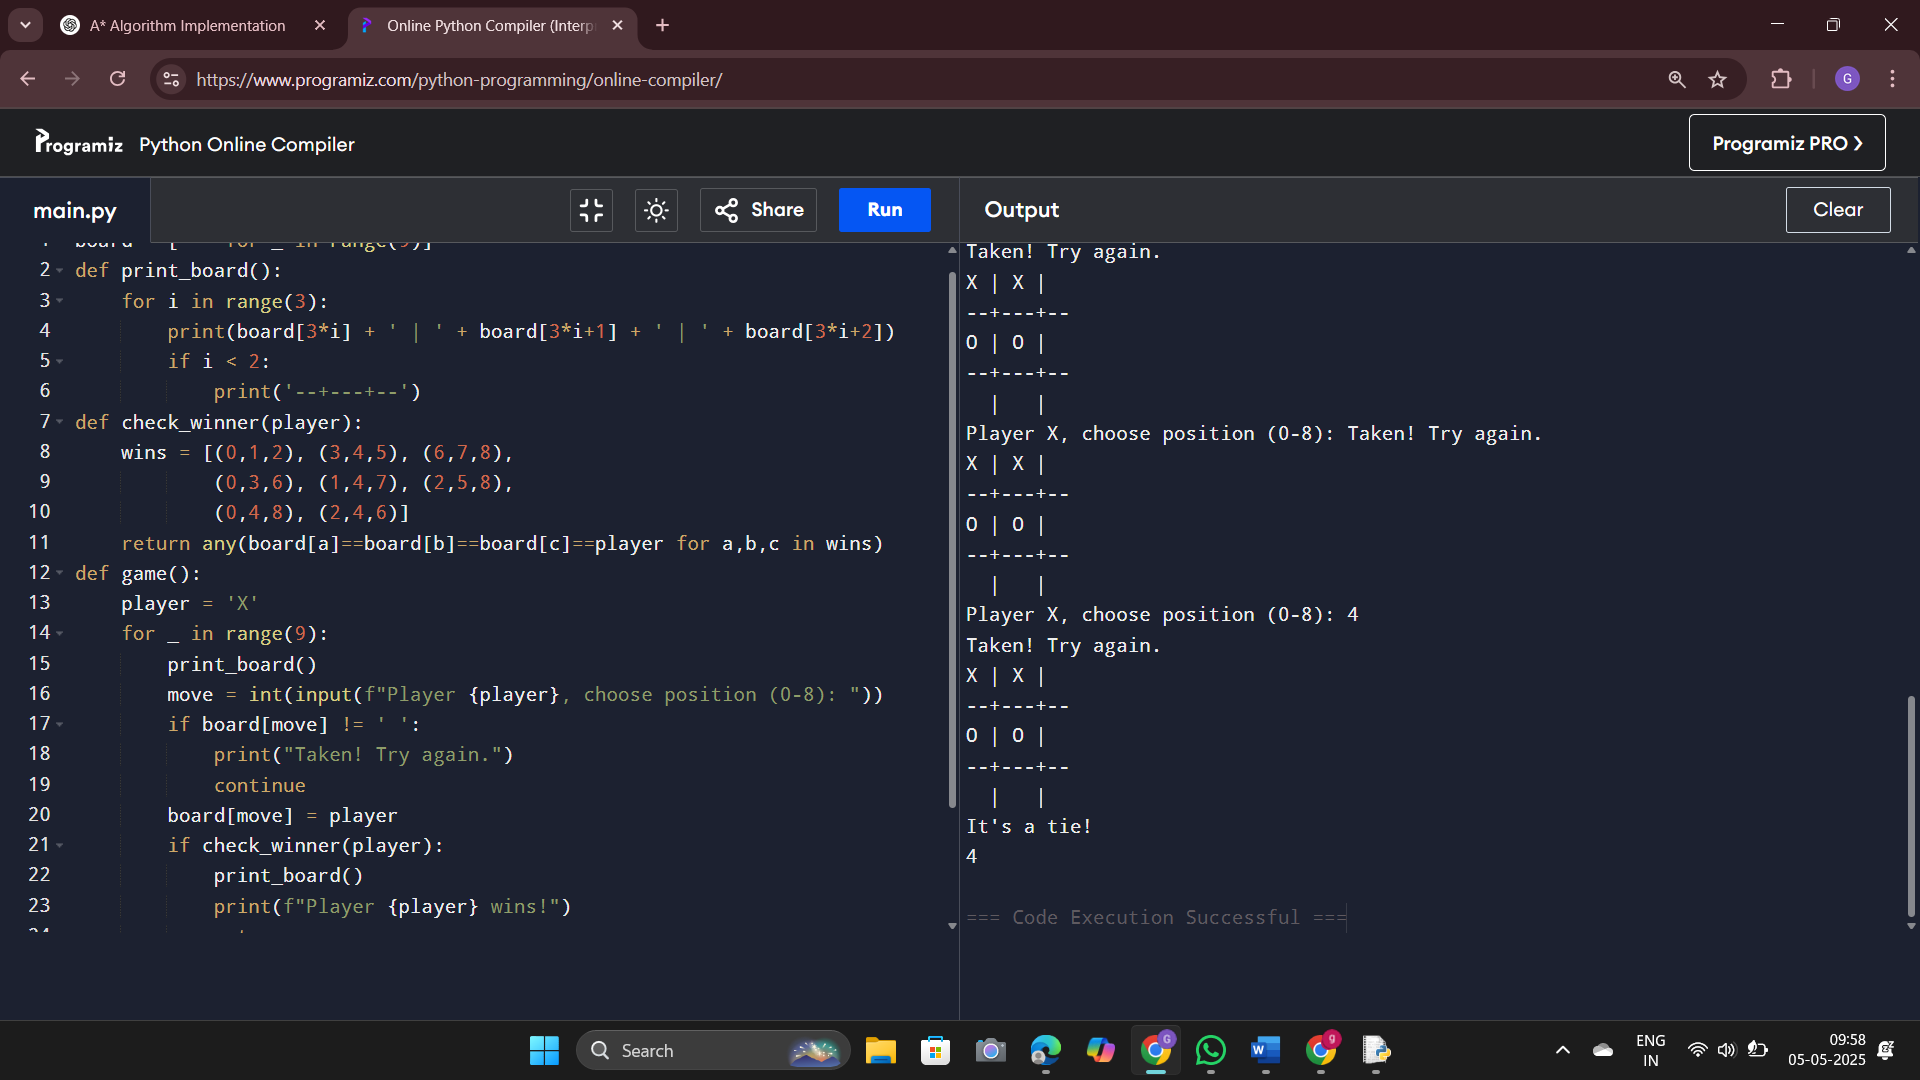 A* Algorithm Implementation
Online Python Compiler (Interp
https://www.programiz.com/python-programming/online-compiler/
G
Programiz Python Online Compiler
Programiz PRO ❯
main.py
Share
Run
Output
Clear
2 def print_board():
3     for i in range(3):
4         print(board[3*i] + ' | ' + board[3*i+1] + ' | ' + board[3*i+2])
5         if i < 2:
6             print('--+---+--')
7 def check_winner(player):
8     wins = [(0,1,2), (3,4,5), (6,7,8),
9             (0,3,6), (1,4,7), (2,5,8),
10             (0,4,8), (2,4,6)]
11     return any(board[a]==board[b]==board[c]==player for a,b,c in wins)
12 def game():
13     player = 'X'
14     for _ in range(9):
15         print_board()
16         move = int(input(f"Player {player}, choose position (0-8): "))
17         if board[move] != ' ':
18             print("Taken! Try again.")
19             continue
20         board[move] = player
21         if check_winner(player):
22             print_board()
23             print(f"Player {player} wins!")
Taken! Try again.
X | X |
--+---+--
O | O |
--+---+--
  |   |
Player X, choose position (0-8): Taken! Try again.
X | X |
--+---+--
O | O |
--+---+--
  |   |
Player X, choose position (0-8): 4
Taken! Try again.
X | X |
--+---+--
O | O |
--+---+--
  |   |
It's a tie!
4
=== Code Execution Successful ===
Search
ENG
IN
09:58
05-05-2025